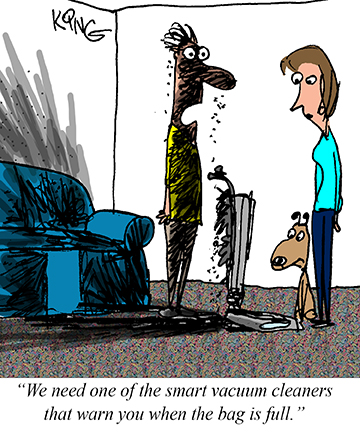 KING
“We need one of the smart vacuum cleaners
that warn you when the bag is full.”